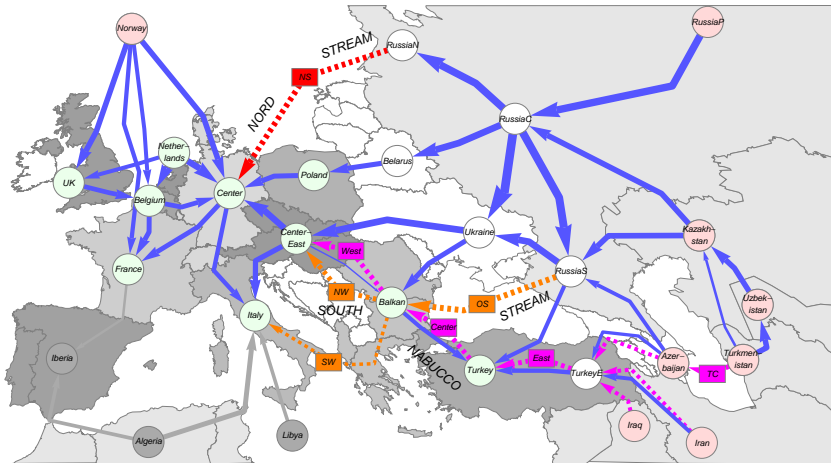 Norway
RussiaP
STREAM
RussiaN
NS
NORD
RussiaC
Nether-
lands
Belarus
Poland
UK
Center
Belgium
Ukraine
Kazakh-
stan
Center-
East
West
France
RussiaS
NW
Balkan
OS
STREAM
Uzbek-
istan
SOUTH
Italy
Center
Iberia
SW
NABUCCO
East
Azer-
baijan
Turkmen-
istan
Turkey
TurkeyE
TC
Algeria
Libya
Iraq
Iran